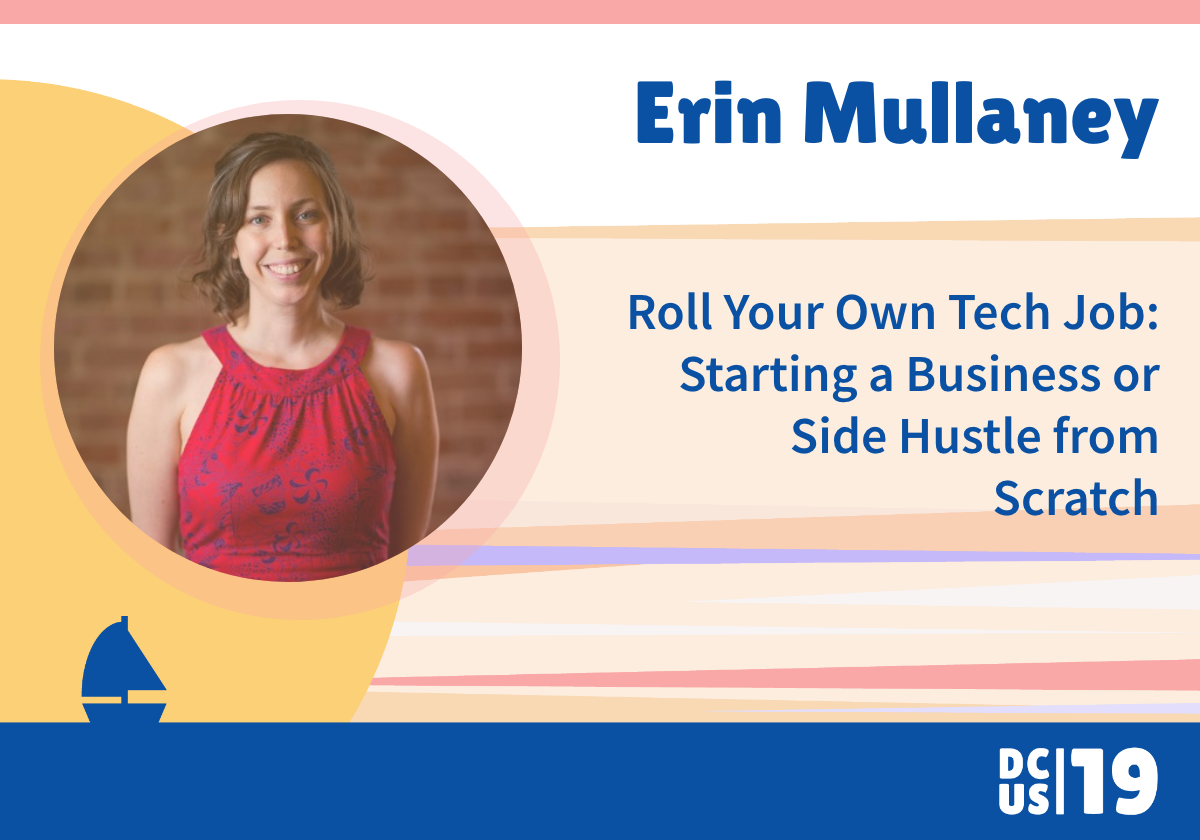 Erin Mullaney
Roll Your Own Tech Job:
Starting a Business or
Side Hustle from
Scratch
DC
US
19